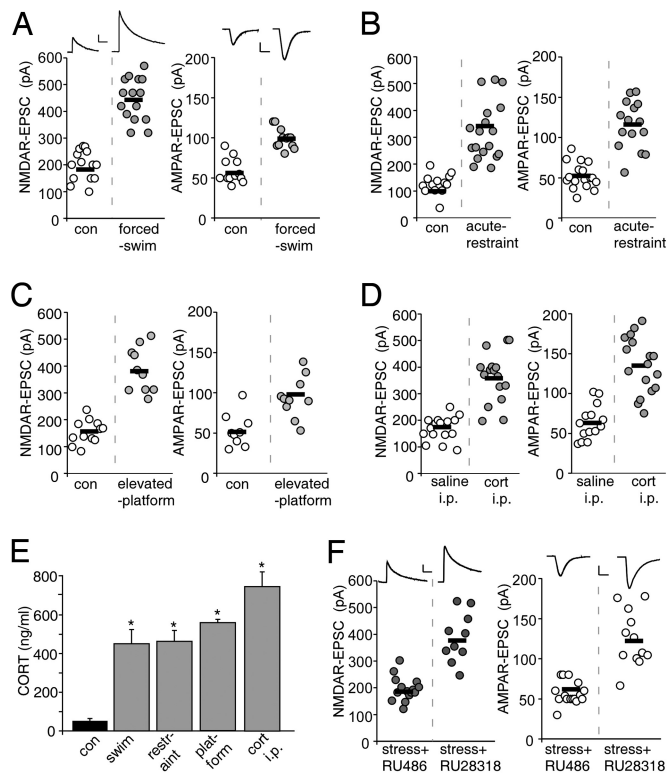 A
NMDAR-EPSC (pA)
600
500
400
300
200
100
0
con
forced
-swim
AMPAR-EPSC (pA)
200
150
100
50
0
con
forced
-swim
B
NMDAR-EPSC (pA)
600
500
400
300
200
100
0
con
acute-
restraint
AMPAR-EPSC (pA)
200
150
100
50
0
con
acute-
restraint
C
NMDAR-EPSC (pA)
600
500
400
300
200
100
0
con
elevated
-platform
AMPAR-EPSC (pA)
200
150
100
50
0
con
elevated
-platform
D
NMDAR-EPSC (pA)
600
500
400
300
200
100
0
saline
i.p.
cort
i.p.
AMPAR-EPSC (pA)
200
150
100
50
0
saline
i.p.
cort
i.p.
E
CORT (ng/ml)
800
600
400
200
0
*
*
*
*
con
swim
restr-
aint
plat-
form
cort
i.p.
F
NMDAR-EPSC (pA)
600
500
400
300
200
100
0
stress+
RU486
stress+
RU28318
AMPAR-EPSC (pA)
200
150
100
50
0
stress+
RU486
stress+
RU28318